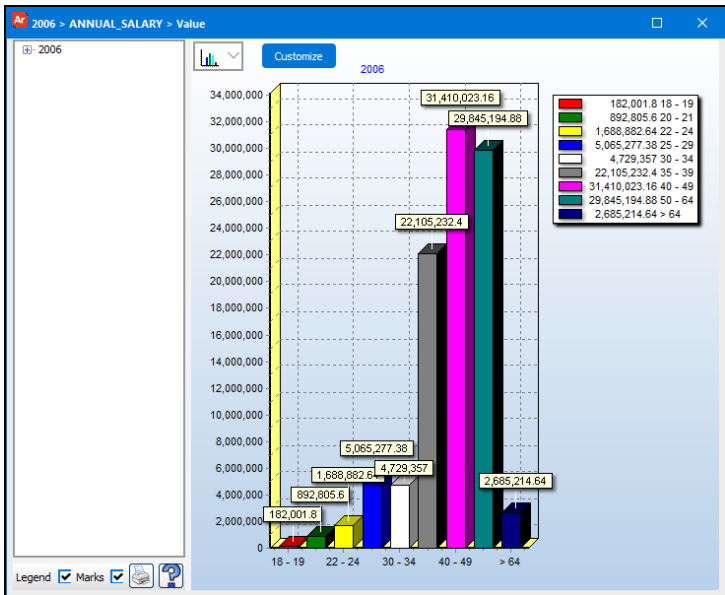 Ar 2006 > ANNUAL_SALARY > Value
2006
Customize
2006
34,000,000
32,000,000
30,000,000
28,000,000
26,000,000
24,000,000
22,000,000
20,000,000
18,000,000
16,000,000
14,000,000
12,000,000
10,000,000
8,000,000
6,000,000
4,000,000
2,000,000
0
31,410,023.16
29,845,194.88
22,105,232.4
5,065,277.38
4,729,357
1,688,882.64
892,805.6
182,001.8
2,685,214.64
18 - 19
22 - 24
30 - 34
40 - 49
> 64
182,001.8 18 - 19
892,805.6 20 - 21
1,688,882.64 22 - 24
5,065,277.38 25 - 29
4,729,357 30 - 34
22,105,232.4 35 - 39
31,410,023.16 40 - 49
29,845,194.88 50 - 64
2,685,214.64 > 64
Legend Marks ?